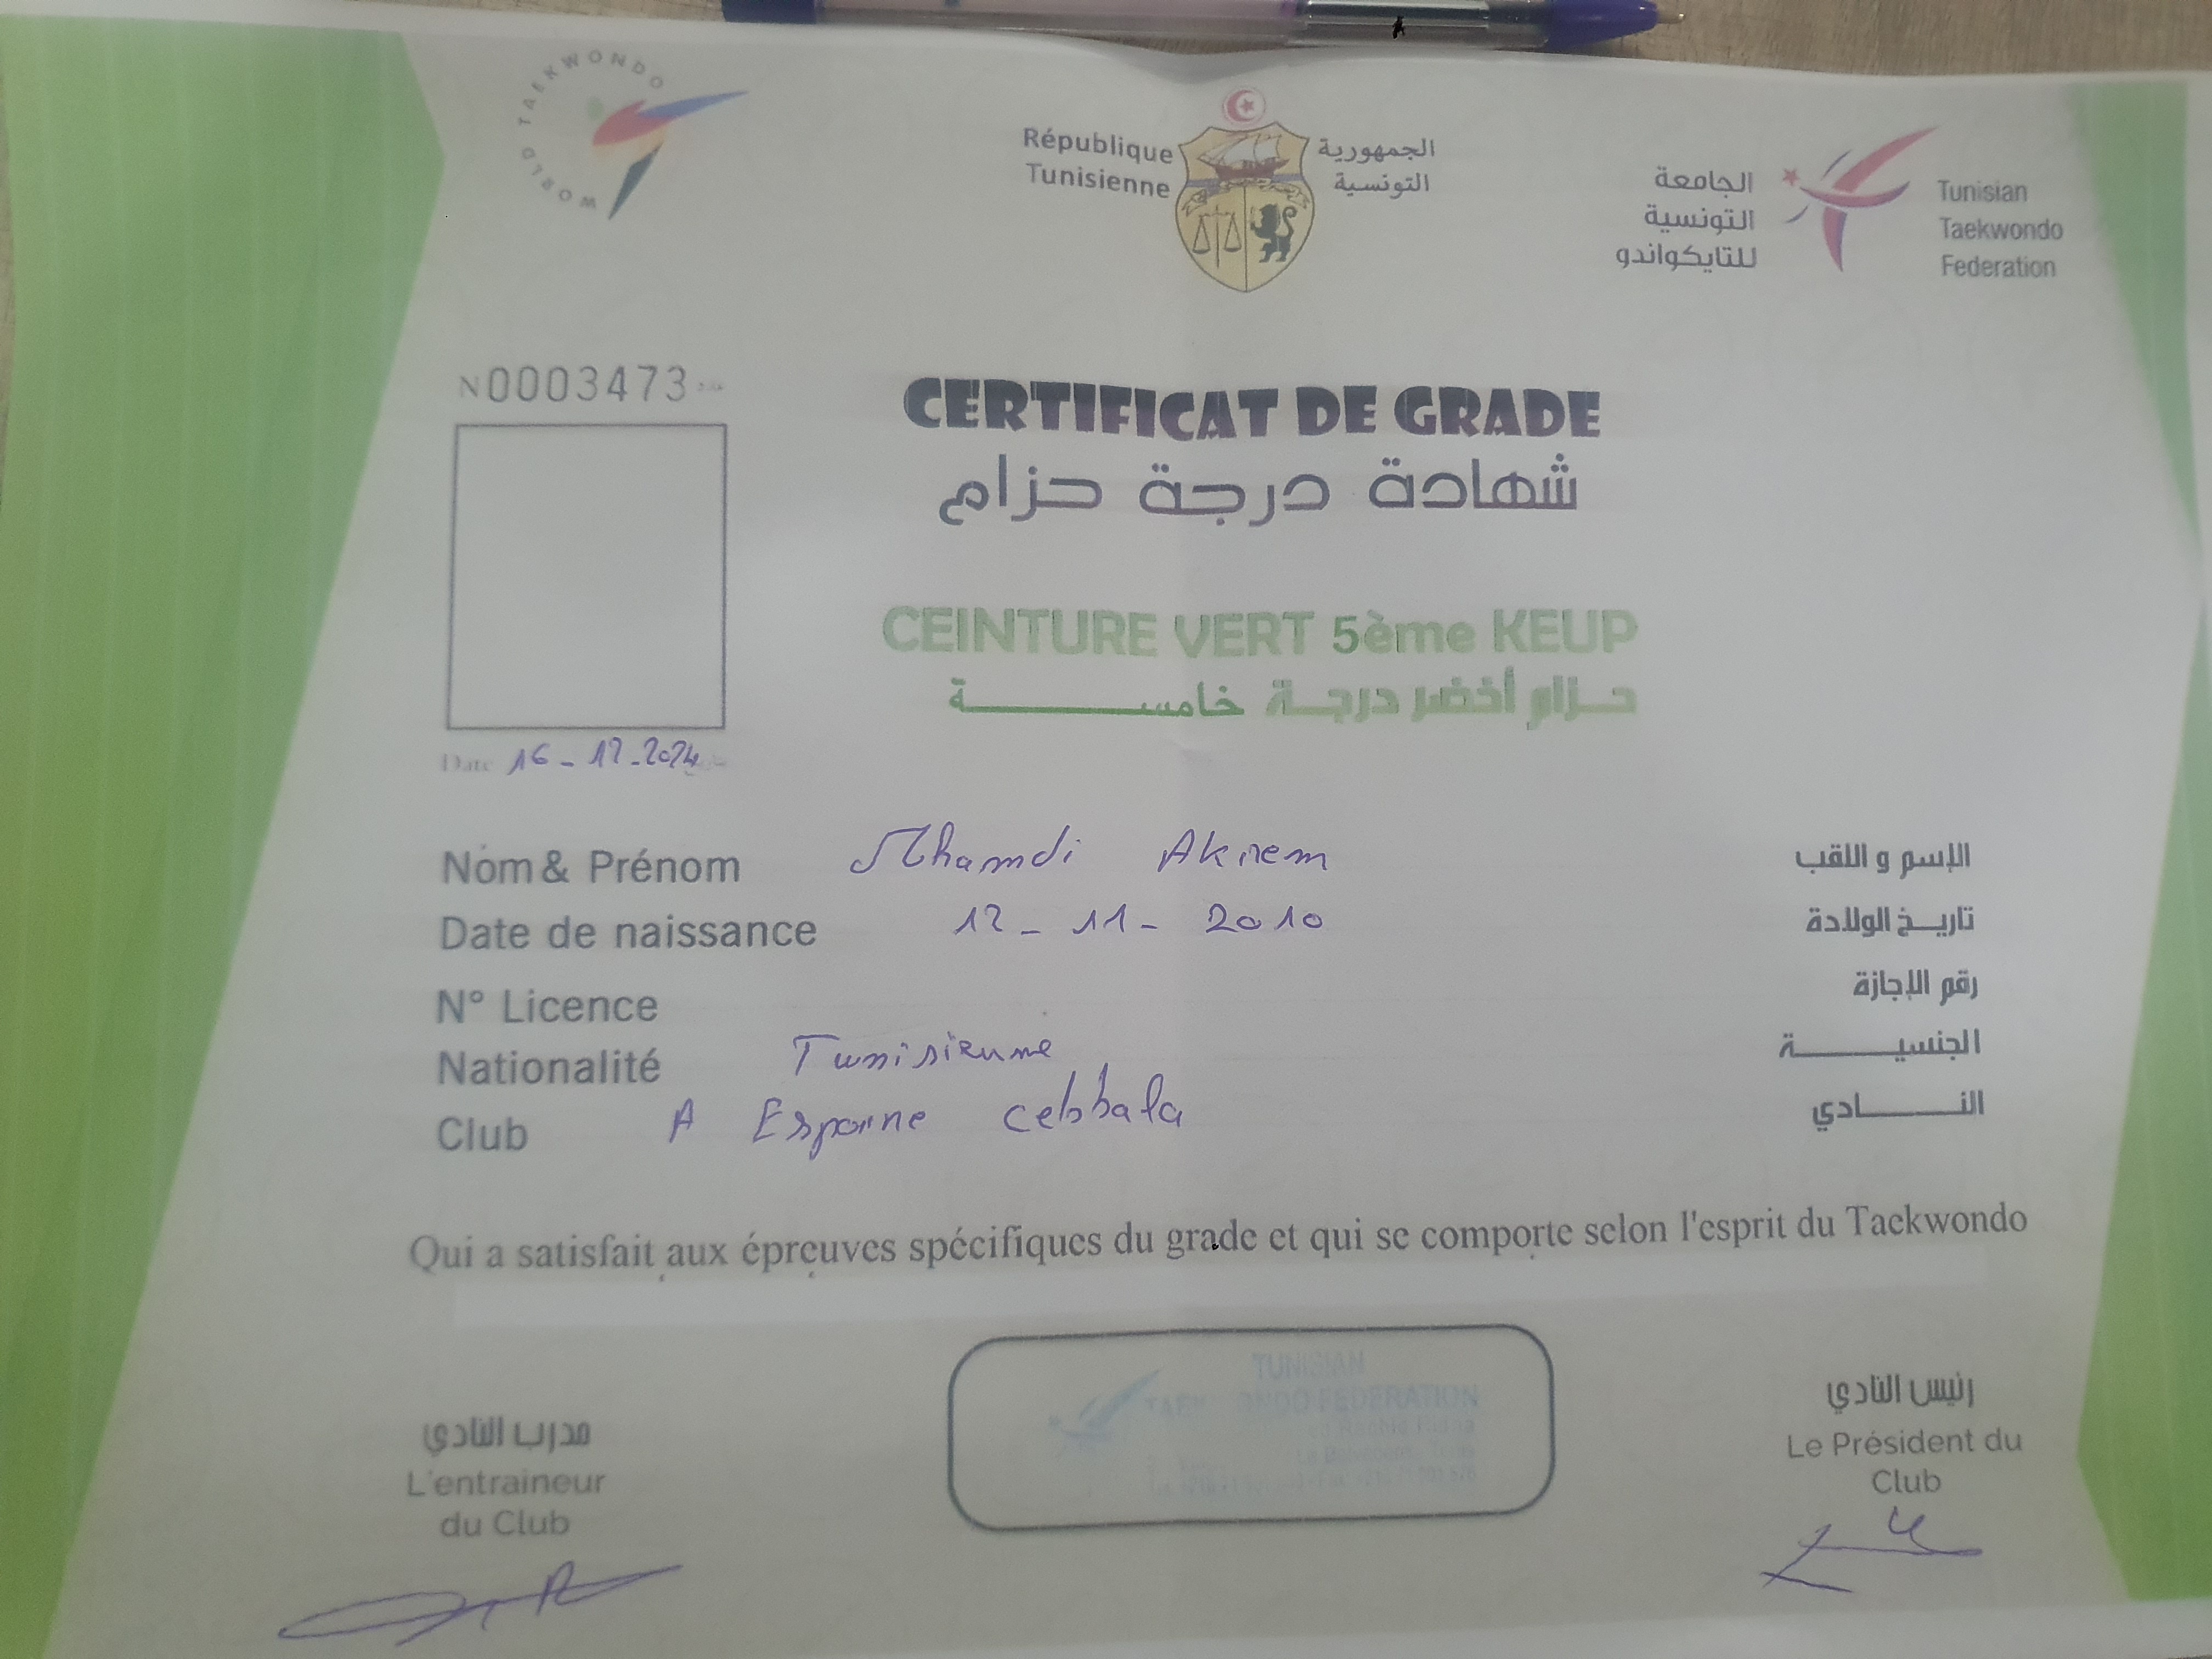 WORLD TAEKWONDO
République
Tunisienne
الجمهورية
التونسية
الجامعة
التونسية
للتايكواندو
Tunisian
Taekwondo
Federation
N0003473
CERTIFICAT DE GRADE
شهادة درجة حزام
CEINTURE VERT 5ème KEUP
حزام أخضر درجة خامسة
Date 16-12-2024
Nom & Prénom Mhamdi Akrem الإسم و اللقب
Date de naissance 12-11-2010 تاريخ الولادة
N° Licence رقم الإجازة
Nationalité Tunisienne الجنسية
Club A Esporne cebbala النادي
Qui a satisfait aux épreuves spécifiques du grade et qui se comporte selon l'esprit du Taekwondo
مدرب النادي
L'entraineur
du Club
TUNISIAN
TAEKWONDO FEDERATION
رئيس النادي
Le Président du
Club